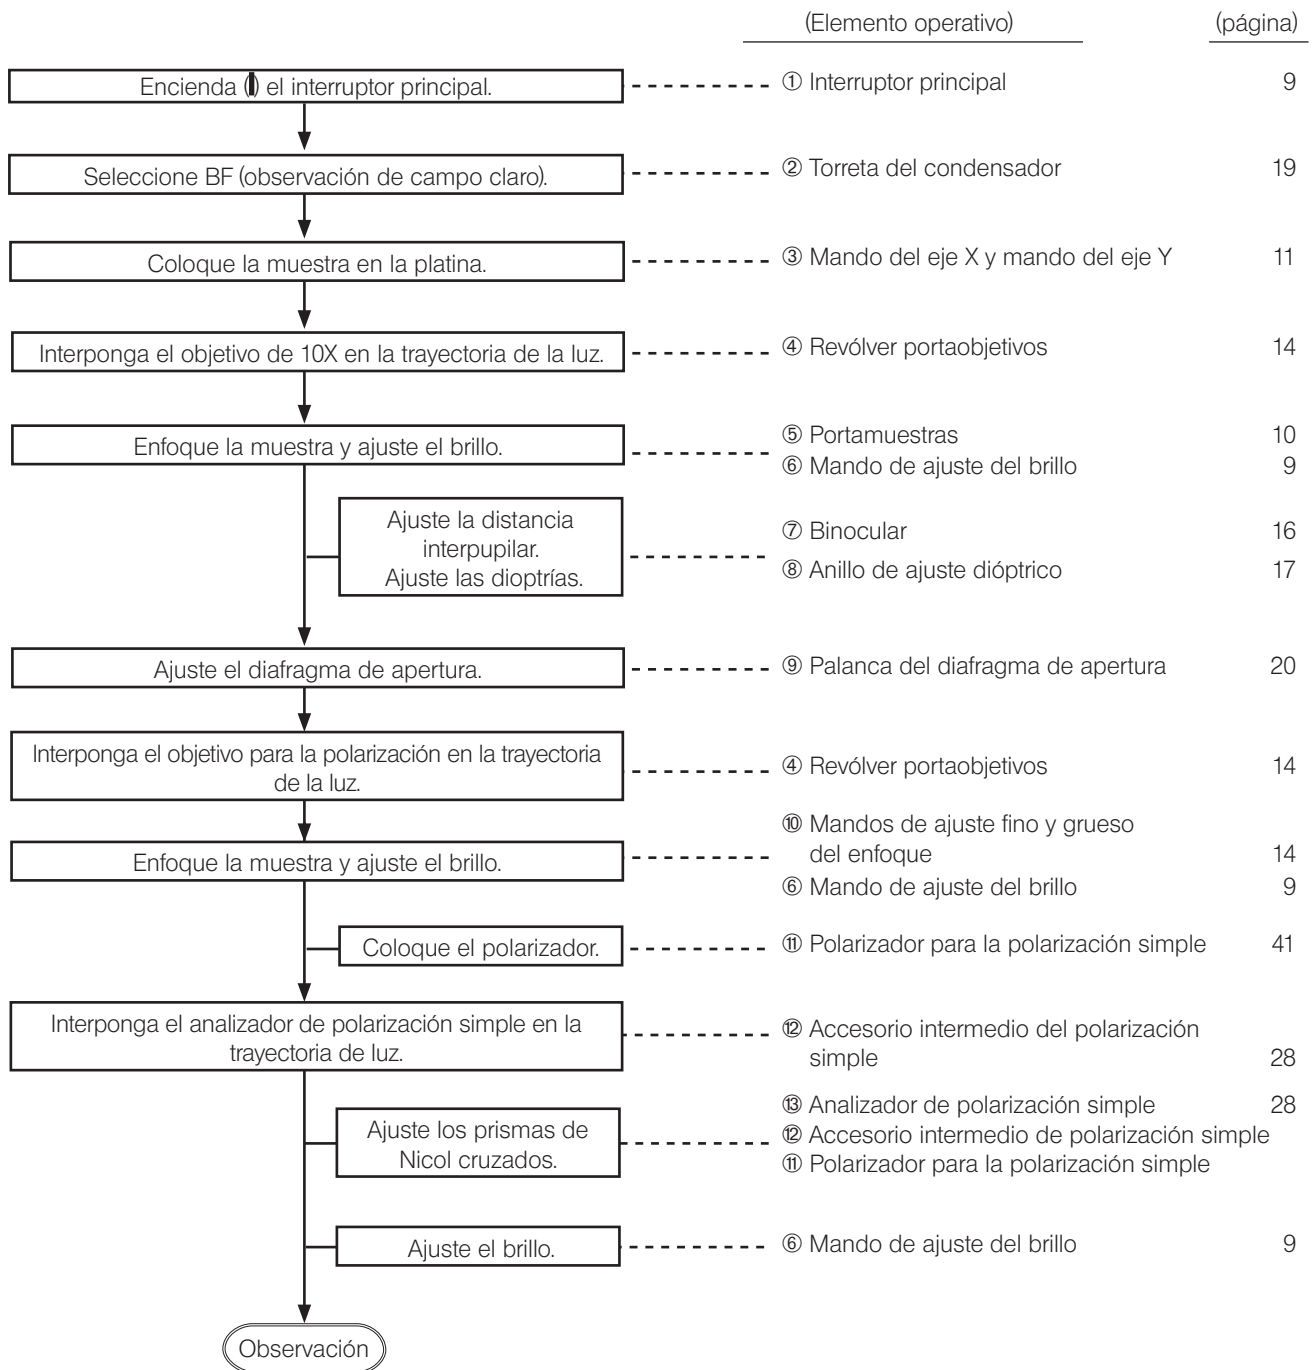 (Elemento operativo) (página)
Encienda (I) el interruptor principal. ① Interruptor principal 9
Seleccione BF (observación de campo claro). ② Torreta del condensador 19
Coloque la muestra en la platina. ③ Mando del eje X y mando del eje Y 11
Interponga el objetivo de 10X en la trayectoria de la luz. ④ Revólver portaobjetivos 14
Enfoque la muestra y ajuste el brillo.
⑤ Portamuestras 10
⑥ Mando de ajuste del brillo 9
Ajuste la distancia
interpupilar.
Ajuste las dioptrías.
⑦ Binocular 16
⑧ Anillo de ajuste dióptrico 17
Ajuste el diafragma de apertura. ⑨ Palanca del diafragma de apertura 20
Interponga el objetivo para la polarización en la trayectoria
de la luz.
④ Revólver portaobjetivos 14
Enfoque la muestra y ajuste el brillo.
⑩ Mandos de ajuste fino y grueso
del enfoque 14
⑥ Mando de ajuste del brillo 9
Coloque el polarizador. ⑪ Polarizador para la polarización simple 41
Interponga el analizador de polarización simple en la
trayectoria de luz.
⑫ Accesorio intermedio del polarización
simple 28
Ajuste los prismas de
Nicol cruzados.
⑬ Analizador de polarización simple 28
⑫ Accesorio intermedio de polarización simple
⑪ Polarizador para la polarización simple
Ajuste el brillo. ⑥ Mando de ajuste del brillo 9
Observación